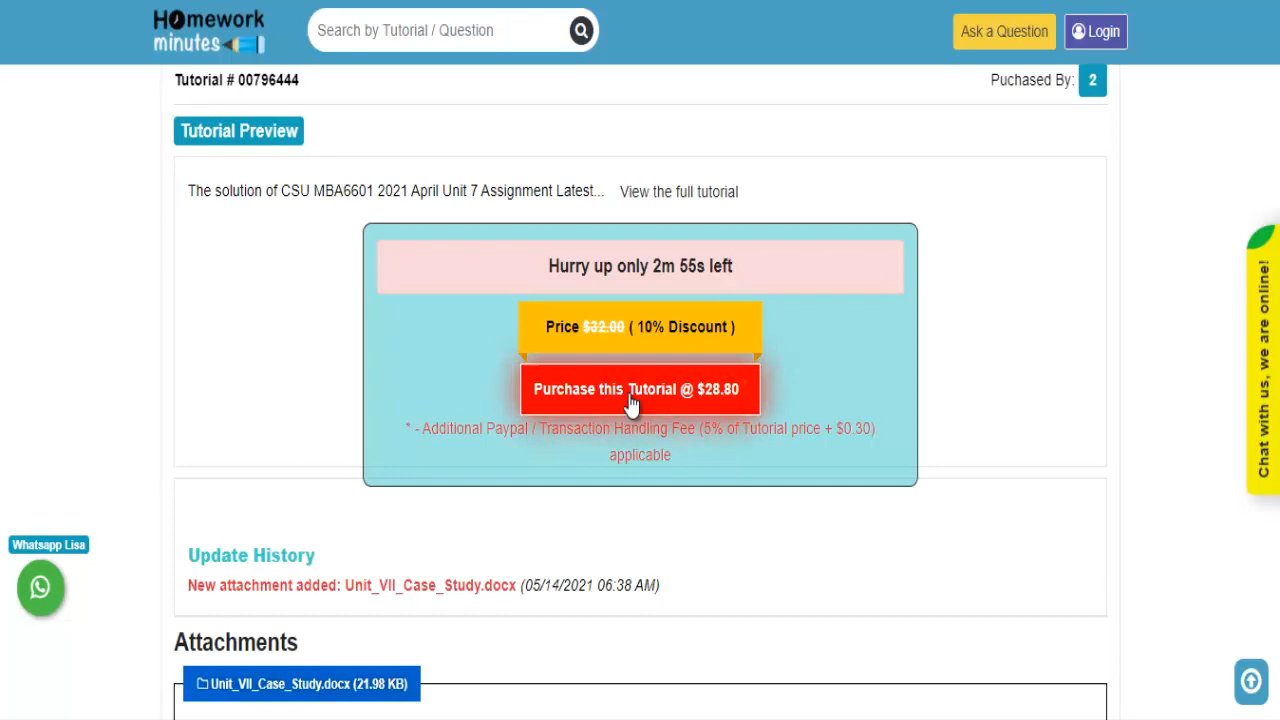 Homework
minutes
Search by Tutorial / Question
Ask a Question
Login
Tutorial # 00796444
Puchased By: 2
Tutorial Preview
The solution of CSU MBA6601 2021 April Unit 7 Assignment Latest... View the full tutorial
Hurry up only 2m 55s left
Price $32.00 ( 10% Discount )
Purchase this Tutorial @ $28.80
* - Additional Paypal / Transaction Handling Fee (5% of Tutorial price + $0.30)
applicable
Chat with us, we are online!
Whatsapp Lisa
Update History
New attachment added: Unit_VII_Case_Study.docx (05/14/2021 06:38 AM)
Attachments
Unit_VII_Case_Study.docx (21.98 KB)